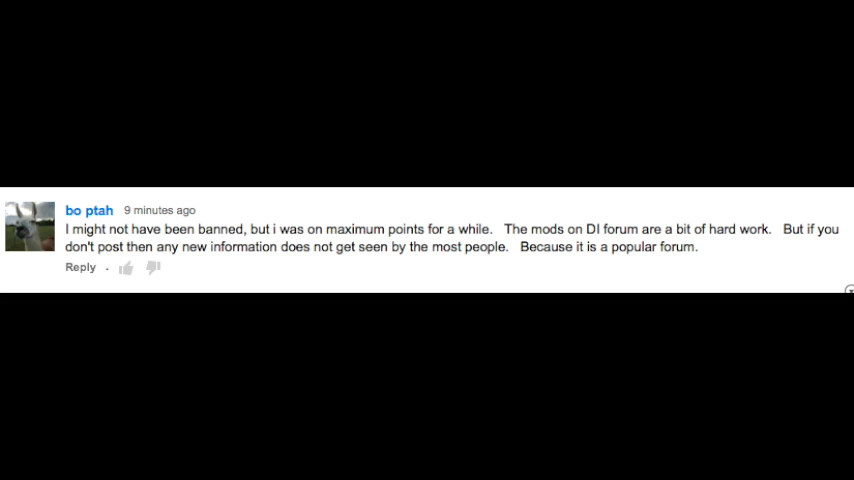 bo ptah 9 minutes ago
I might not have been banned, but i was on maximum points for a while. The mods on DI forum are a bit of hard work. But if you
don't post then any new information does not get seen by the most people. Because it is a popular forum.
Reply .